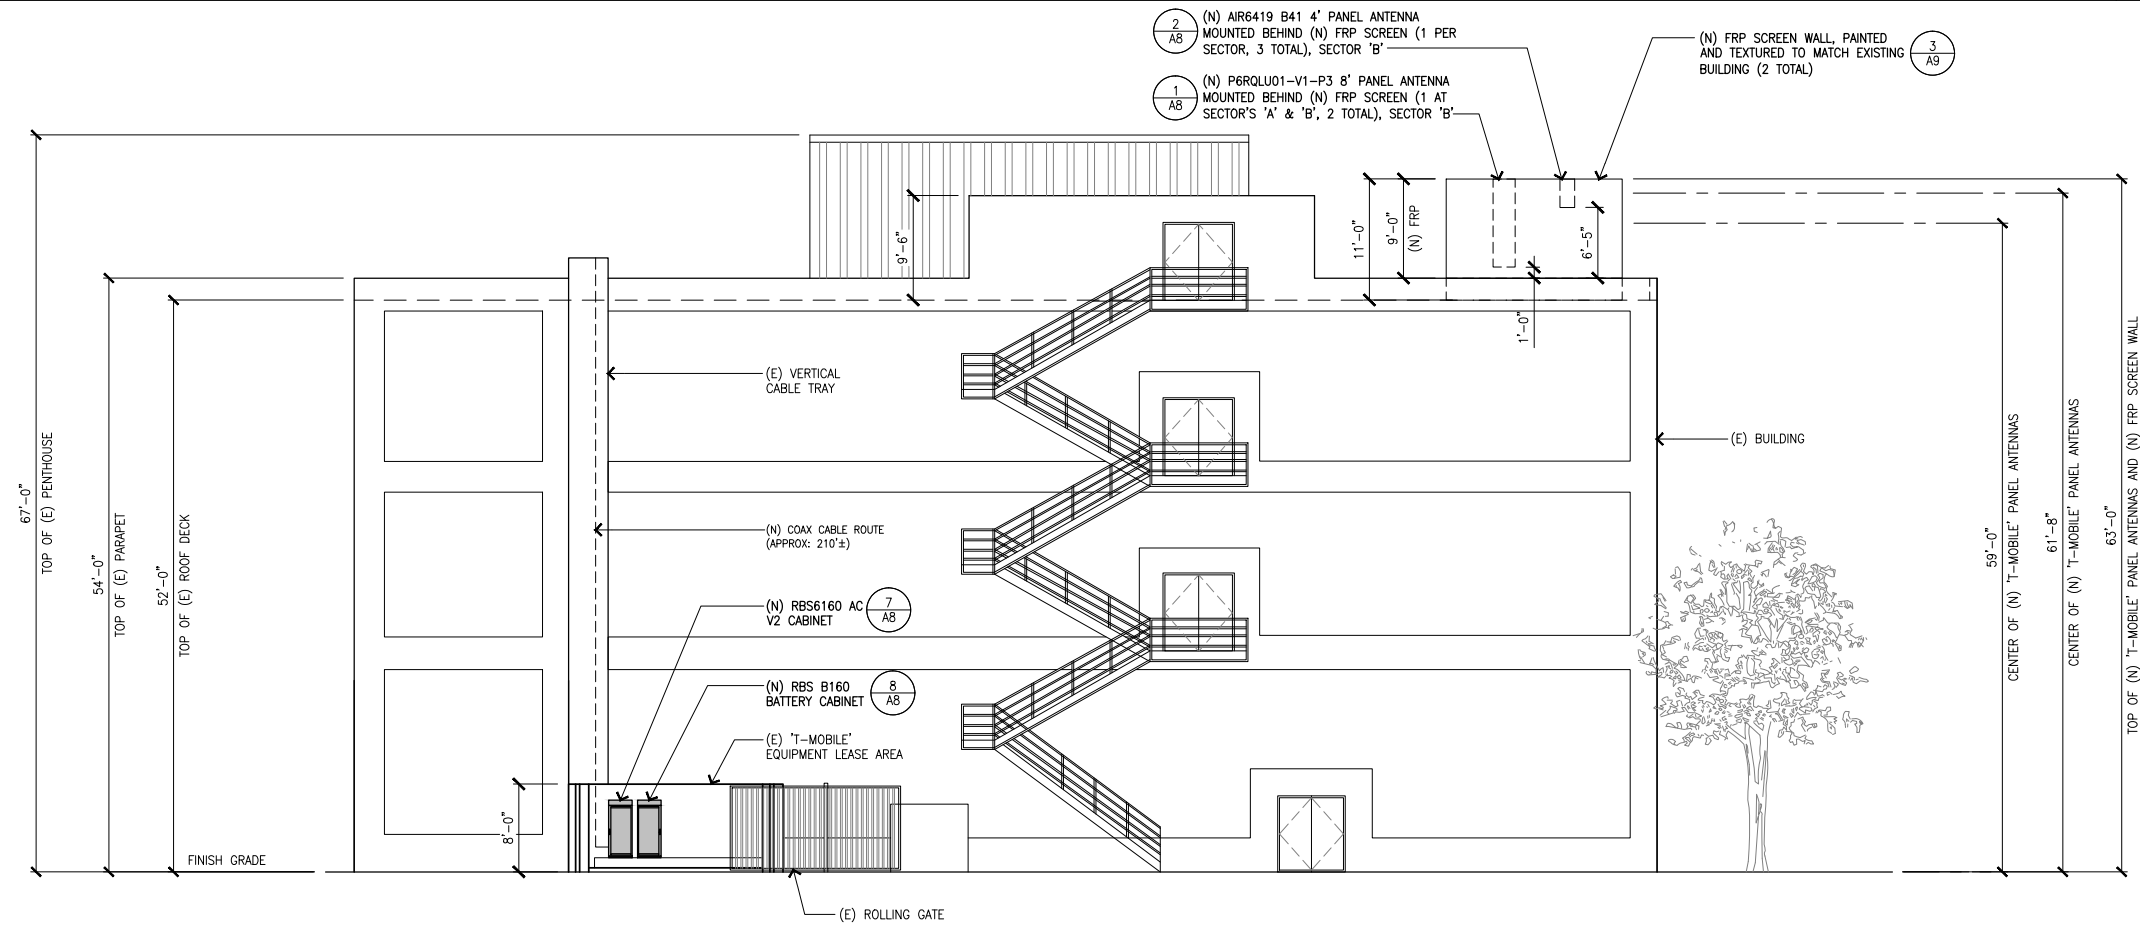 2
A8
(N) AIR6419 B41 4' PANEL ANTENNA
MOUNTED BEHIND (N) FRP SCREEN (1 PER
SECTOR, 3 TOTAL), SECTOR 'B'
1
A8
(N) P6RQLU01-V1-P3 8' PANEL ANTENNA
MOUNTED BEHIND (N) FRP SCREEN (1 AT
SECTOR'S 'A' & 'B', 2 TOTAL), SECTOR 'B'
(N) FRP SCREEN WALL, PAINTED
AND TEXTURED TO MATCH EXISTING
BUILDING (2 TOTAL)
3
A9
67'-0"
TOP OF (E) PENTHOUSE
54'-0"
TOP OF (E) PARAPET
52'-0"
TOP OF (E) ROOF DECK
9'-6"
11'-0"
9'-0"
(N) FRP
6'-5"
1'-0"
(E) VERTICAL
CABLE TRAY
(E) BUILDING
(N) COAX CABLE ROUTE
(APPROX: 210'±)
(N) RBS6160 AC
V2 CABINET
7
A8
(N) RBS B160
BATTERY CABINET
8
A8
(E) 'T-MOBILE'
EQUIPMENT LEASE AREA
8'-0"
FINISH GRADE
(E) ROLLING GATE
59'-0"
CENTER OF (N) 'T-MOBILE' PANEL ANTENNAS
61'-8"
CENTER OF (N) 'T-MOBILE' PANEL ANTENNAS
63'-0"
TOP OF (N) 'T-MOBILE' PANEL ANTENNAS AND (N) FRP SCREEN WALL